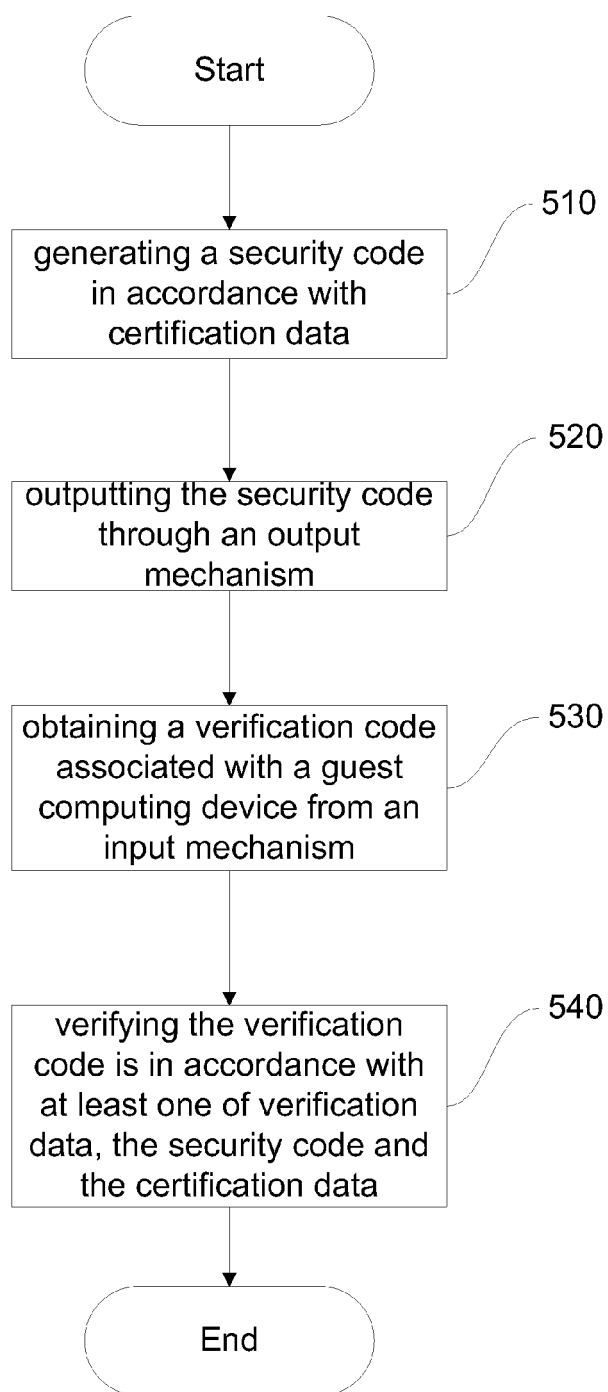 Start
510
generating a security code
in accordance with
certification data
520
outputting the security code
through an output
mechanism
530
obtaining a verification code
associated with a guest
computing device from an
input mechanism
540
verifying the verification
code is in accordance with
at least one of verification
data, the security code and
the certification data
End